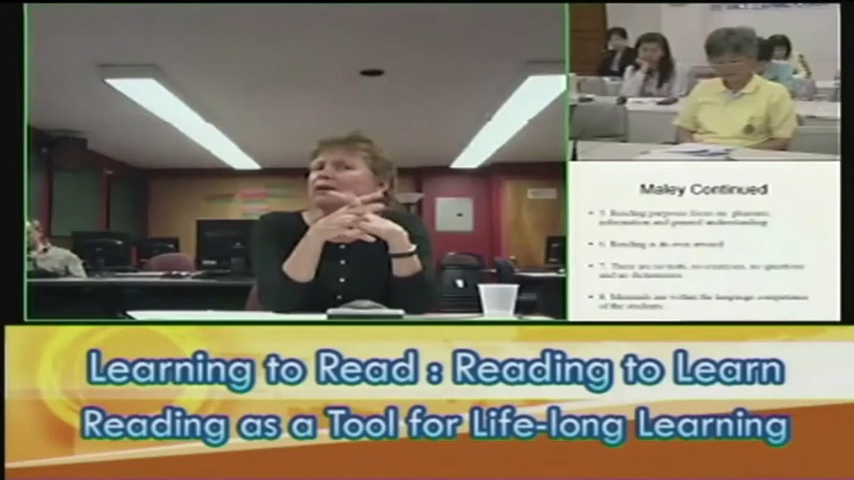 Maley Continued
• 5. Reading purposes focus on pleasure, information and general understanding
• 6. Reading is its own reward
• 7. There are no tests, no exercises, no questions and no dictionaries
• 8. Materials are within the language competence of the students
Learning to Read : Reading to Learn
Reading as a Tool for Life-long Learning